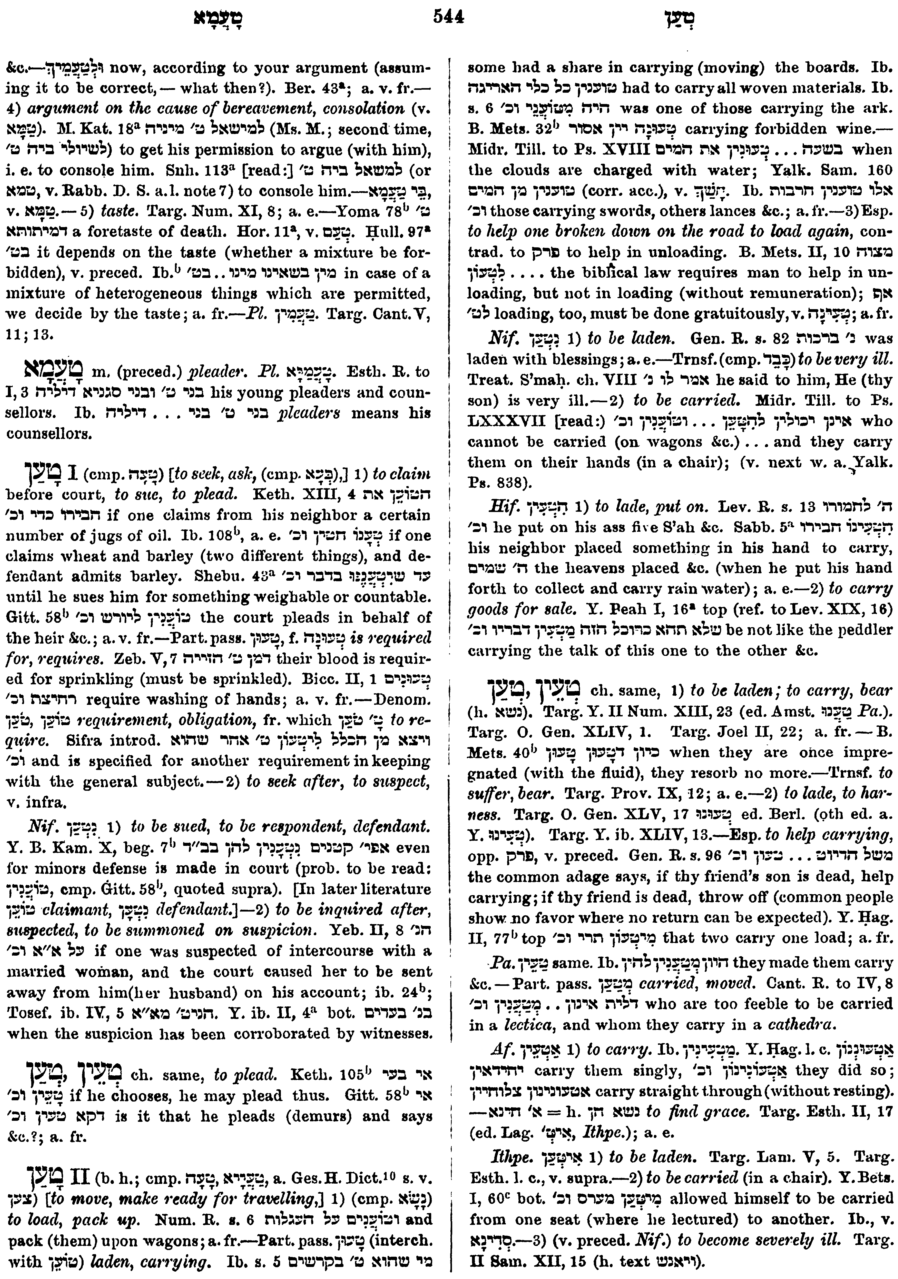 טָעֲמָא 544 טָעַן
&c.—וּלְטַעֲמֵיךְ now, according to your argument (assum-
ing it to be correct,— what then?). Ber. 43ª; a. v. fr.—
4) argument on the cause of bereavement, consolation (v.
טַמָּא). M. Kat. 18ª למישאל ט' מיניה (Ms. M.; second time,
לשיולי ביה ט') to get his permission to argue (with him),
i. e. to console him. Snh. 113ª [read:] למשאל ביה ט' (or
טמא, v. Rabb. D. S. a. l. note 7) to console him.—בֵּי טַעֲמָא,
v. טַמָּא.— 5) taste. Targ. Num. XI, 8; a. e.—Yoma 78ᵇ ט'
דמיתותא a foretaste of death. Hor. 11ª, v. טָעַם. Ḥull. 97ª
בט' it depends on the taste (whether a mixture be for-
bidden), v. preced. Ib.ᵇ מין בשאינו מינו . . בט' in case of a
mixture of heterogeneous things which are permitted,
we decide by the taste; a. fr.—Pl. טַעֲמִין. Targ. Cant. V,
11; 13.
טָעֲמָא m. (preced.) pleader. Pl. טָעֲמַיָּא. Esth. R. to
I, 3 בני ט' ובני סגניא דיליה his young pleaders and coun-
sellors. Ib. בני ט' בני . . . דיליה pleaders means his
counsellors.
טָעַן I (cmp. טָעָה) [to seek, ask, (cmp. בְּעָא),] 1) to claim
before court, to sue, to plead. Keth. XIII, 4 הטוֹעֵן את
חבירו כדי וכ' if one claims from his neighbor a certain
number of jugs of oil. Ib. 108ᵇ, a. e. טְעָנוֹ חטין וכ' if one
claims wheat and barley (two different things), and de-
fendant admits barley. Shebu. 43ª עד שיִּטְעָנֶנּוּ בדבר וכ'
until he sues him for something weighable or countable.
Gitt. 58ᵇ טוֹעֲנִין ליורש וכ' the court pleads in behalf of
the heir &c.; a. v. fr.—Part. pass. טָעוּן, f. טְעוּנָה is required
for, requires. Zeb. V, 7 דמן ט' הזייה their blood is requir-
ed for sprinkling (must be sprinkled). Bicc. II, 1 טְעוּנִים
רחיצת וכ' require washing of hands; a. v. fr.—Denom.
טוֹעַן, טֹעַן requirement, obligation, fr. which ט' טֹעַן to re-
quire. Sifra introd. ויצא מן הכלל לִיטְעוֹן ט' אחר שהוא
וכ' and is specified for another requirement in keeping
with the general subject.—2) to seek after, to suspect,
v. infra.
Nif. נִטְעַן 1) to be sued, to be respondent, defendant.
Y. B. Kam. X, beg. 7ᵇ אפי' קטנים נִטְעָנִין להן בב"ד even
for minors defense is made in court (prob. to be read:
טוֹעֲנִין, cmp. Gitt. 58ᵇ, quoted supra). [In later literature
טוֹעֵן claimant, נִטְעָן defendant.]—2) to be inquired after,
suspected, to be summoned on suspicion. Yeb. II, 8 הנ'
על א"א וכ' if one was suspected of intercourse with a
married woman, and the court caused her to be sent
away from him (her husband) on his account; ib. 24ᵇ;
Tosef. ib. IV, 5 הניט' מא"א. Y. ib. II, 4ª bot. בנ' בעדים
when the suspicion has been corroborated by witnesses.
טְעֵין, טְעַן ch. same, to plead. Keth. 105ᵇ אי בעי
טָעֵין וכ' if he chooses, he may plead thus. Gitt. 58ᵇ אי
דקא טעין וכ' is it that he pleads (demurs) and says
&c.?; a. fr.
טָעַן II (b. h.; cmp. טָעָה, טָעֲיָיא, a. Ges. H. Dict.¹⁰ s. v.
צען) [to move, make ready for travelling,] 1) (cmp. נָשָׂא)
to load, pack up. Num. R. s. 6 וטוֹעֲנִים על העגלות and
pack (them) upon wagons; a. fr.—Part. pass. טָעוּן (interch.
with טוֹעֵן) laden, carrying. Ib. s. 5 מי שהוא ט' בקרשים
some had a share in carrying (moving) the boards. Ib.
טוענין כל כלי האריגה had to carry all woven materials. Ib.
s. 6 היה מִטּוֹעֲנֵי וכ' was one of those carrying the ark.
B. Mets. 32ᵇ טְעוּנָה יין אסור carrying forbidden wine.—
Midr. Till. to Ps. XVIII בשעה . . . טְעוּנִין את המים when
the clouds are charged with water; Yalk. Sam. 160
טוענין מן המים (corr. acc.), v. חָשַׁךְ. Ib. אלו טוענין חרבות
וכ' those carrying swords, others lances &c.; a. fr.—3) Esp.
to help one broken down on the road to load again, con-
trad. to פרק to help in unloading. B. Mets. II, 10 מצוה
לִטְעוֹן . . . . the biblical law requires man to help in un-
loading, but not in loading (without remuneration); אף
לט' loading, too, must be done gratuitously, v. טְעִינָה; a. fr.
Nif. נִטְעַן 1) to be laden. Gen. R. s. 82 נ' ברכות was
laden with blessings; a. e.—Trnsf. (cmp. כָּבֵד) to be very ill.
Treat. S'maḥ. ch. VIII אמר לו נ' he said to him, He (thy
son) is very ill.—2) to be carried. Midr. Till. to Ps.
LXXXVII [read:] אינן יכולין לִהְטָּעֵן . . . וטוֹעֲנִין וכ' who
cannot be carried (on wagons &c.) . . . and they carry
them on their hands (in a chair); (v. next w. a. Yalk.
Ps. 838).
Hif. הִטְעִין 1) to lade, put on. Lev. R. s. 13 ה' לחמורו
וכ' he put on his ass five S'ah &c. Sabb. 5ª הִטְעִינוֹ חבירו
his neighbor placed something in his hand to carry,
ה' שמים the heavens placed &c. (when he put his hand
forth to collect and carry rain water); a. e.—2) to carry
goods for sale. Y. Peah I, 16ª top (ref. to Lev. XIX, 16)
שלא תהא כרוכל הזה מַטְעִין דבריו וכ' be not like the peddler
carrying the talk of this one to the other &c.
טְעֵין, טְעַן ch. same, 1) to be laden; to carry, bear
(h. נשא). Targ. Y. II Num. XIII, 23 (ed. Amst. טַעֲנוּ Pa.).
Targ. O. Gen. XLIV, 1. Targ. Joel II, 22; a. fr.— B.
Mets. 40ᵇ כיון דטְעוּן טְעוּן when they are once impre-
gnated (with the fluid), they resorb no more.—Trnsf. to
suffer, bear. Targ. Prov. IX, 12; a. e.—2) to lade, to har-
ness. Targ. O. Gen. XLV, 17 טְעוּנוּ ed. Berl. (oth ed. a.
Y. טְעִינוּ). Targ. Y. ib. XLIV, 13.—Esp. to help carrying,
opp. פרק, v. preced. Gen. R. s. 96 משל הדיוט . . . טעון וכ'
the common adage says, if thy friend's son is dead, help
carrying; if thy friend is dead, throw off (common people
show no favor where no return can be expected). Y. Ḥag.
II, 77ᵇ top מִיטְעוֹן תרי וכ' that two carry one load; a. fr.
Pa. טַעֵין same. Ib. הוון מְטַעֲנִין להין they made them carry
&c.— Part. pass. מְטַעַן carried, moved. Cant. R. to IV, 8
דלית אינון . . מְטַעֲנִין וכ' who are too feeble to be carried
in a lectica, and whom they carry in a cathedra.
Af. אַטְעֵין 1) to carry. Ib. מַטְעִינִין. Y. Ḥag. l. c. אַטְעוּנִנוֹן
יחידאין carry them singly, אַטְעוֹנִינוֹן וכ' they did so;
אטעונינון צלוחיין carry straight through (without resting).
—א' חינא = h. נשא חן to find grace. Targ. Esth. II, 17
(ed. Lag. אִיטְ', Ithpe.); a. e.
Ithpe. אִיטְעַן 1) to be laden. Targ. Lam. V, 5. Targ.
Esth. l. c., v. supra.—2) to be carried (in a chair). Y. Bets.
I, 60ᶜ bot. מִיטְעַן מערס וכ' allowed himself to be carried
from one seat (where he lectured) to another. Ib., v.
סְדִינָא.—3) (v. preced. Nif.) to become severely ill. Targ.
II Sam. XII, 15 (h. text ויאנש).